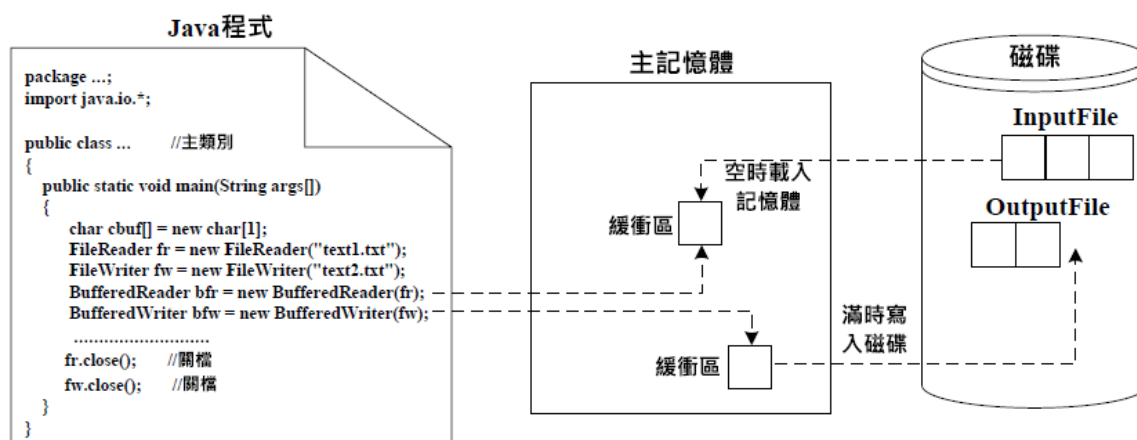 Java程式
package ...;
import java.io.*;
public class ... //主類別
{
public static void main(String args[])
{
char cbuf[] = new char[1];
FileReader fr = new FileReader("text1.txt");
FileWriter fw = new FileWriter("text2.txt");
BufferedReader bfr = new BufferedReader(fr);
BufferedWriter bfw = new BufferedWriter(fw);
............................
fr.close(); //關檔
fw.close(); //關檔
}
}
主記憶體
緩衝區
空時載入
記憶體
緩衝區
滿時寫
入磁碟
磁碟
InputFile
OutputFile